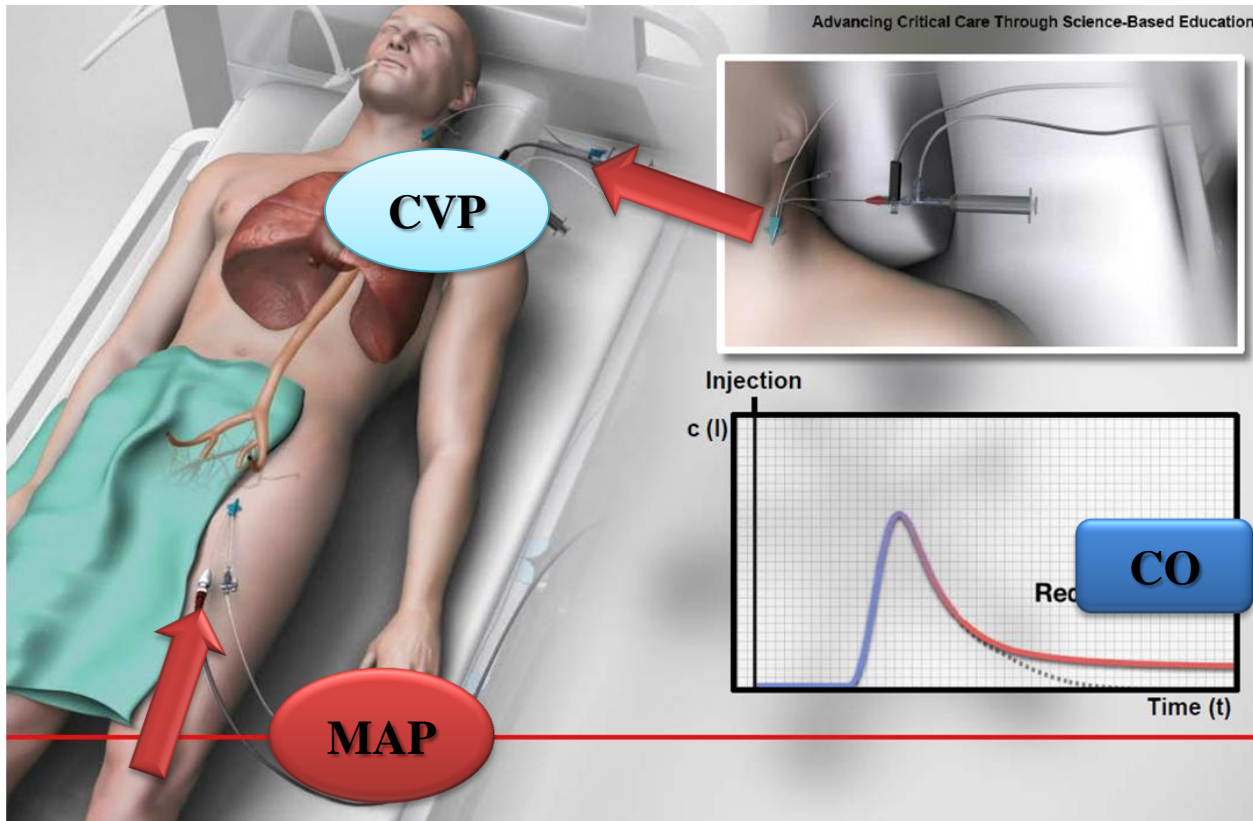 Advancing Critical Care Through Science-Based Education
CVP
Injection
c (I)
CO
Time (t)
MAP